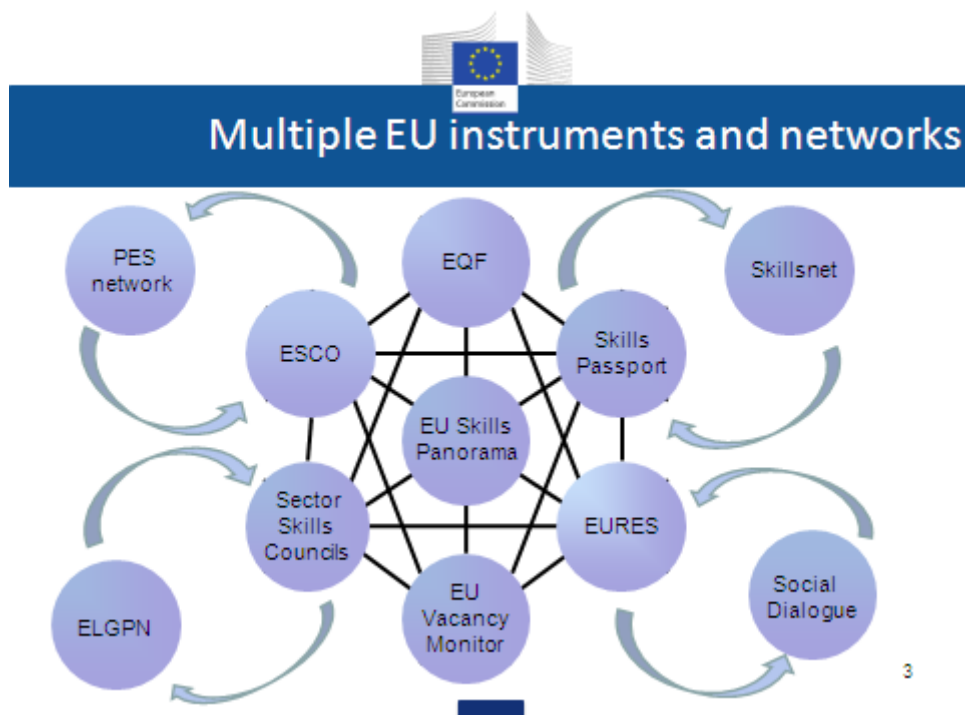 European
Commission
Multiple EU instruments and networks
PES
network
EQF
Skillsnet
ESCO
Skills
Passport
EU Skills
Panorama
Sector
Skills
Councils
EURES
ELGPN
EU
Vacancy
Monitor
Social
Dialogue
3